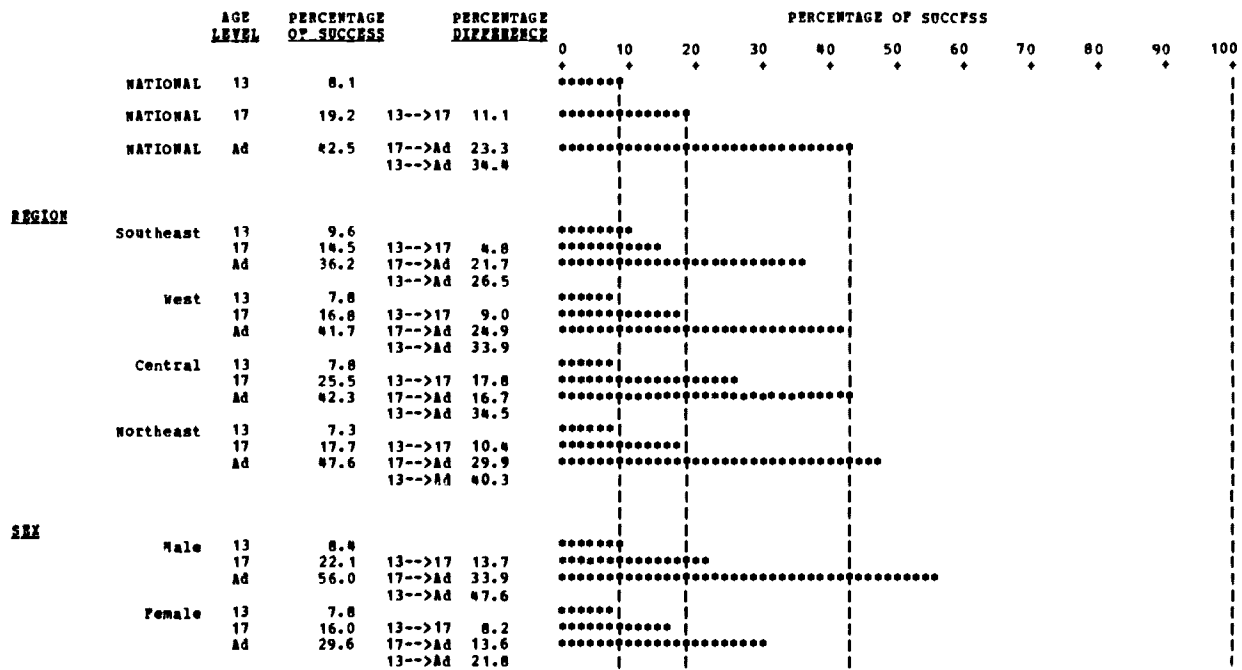 AGE PERCENTAGE PERCENTAGE PERCENTAGE OF SUCCESS
LEVEL OF SUCCESS DIFFERENCE 0 10 20 30 40 50 60 70 80 90 100
NATIONAL 13 8.1
NATIONAL 17 19.2 13-->17 11.1
NATIONAL Ad 42.5 17-->Ad 23.3
13-->Ad 34.4
REGION
Southeast 13 9.6
17 14.5 13-->17 4.8
Ad 36.2 17-->Ad 21.7
13-->Ad 26.5
West 13 7.8
17 16.8 13-->17 9.0
Ad 41.7 17-->Ad 24.9
13-->Ad 33.9
Central 13 7.8
17 25.5 13-->17 17.8
Ad 42.3 17-->Ad 16.7
13-->Ad 34.5
Northeast 13 7.3
17 17.7 13-->17 10.4
Ad 47.6 17-->Ad 29.9
13-->Ad 40.3
SEX
Male 13 8.4
17 22.1 13-->17 13.7
Ad 56.0 17-->Ad 33.9
13-->Ad 47.6
Female 13 7.8
17 16.0 13-->17 8.2
Ad 29.6 17-->Ad 13.6
13-->Ad 21.8